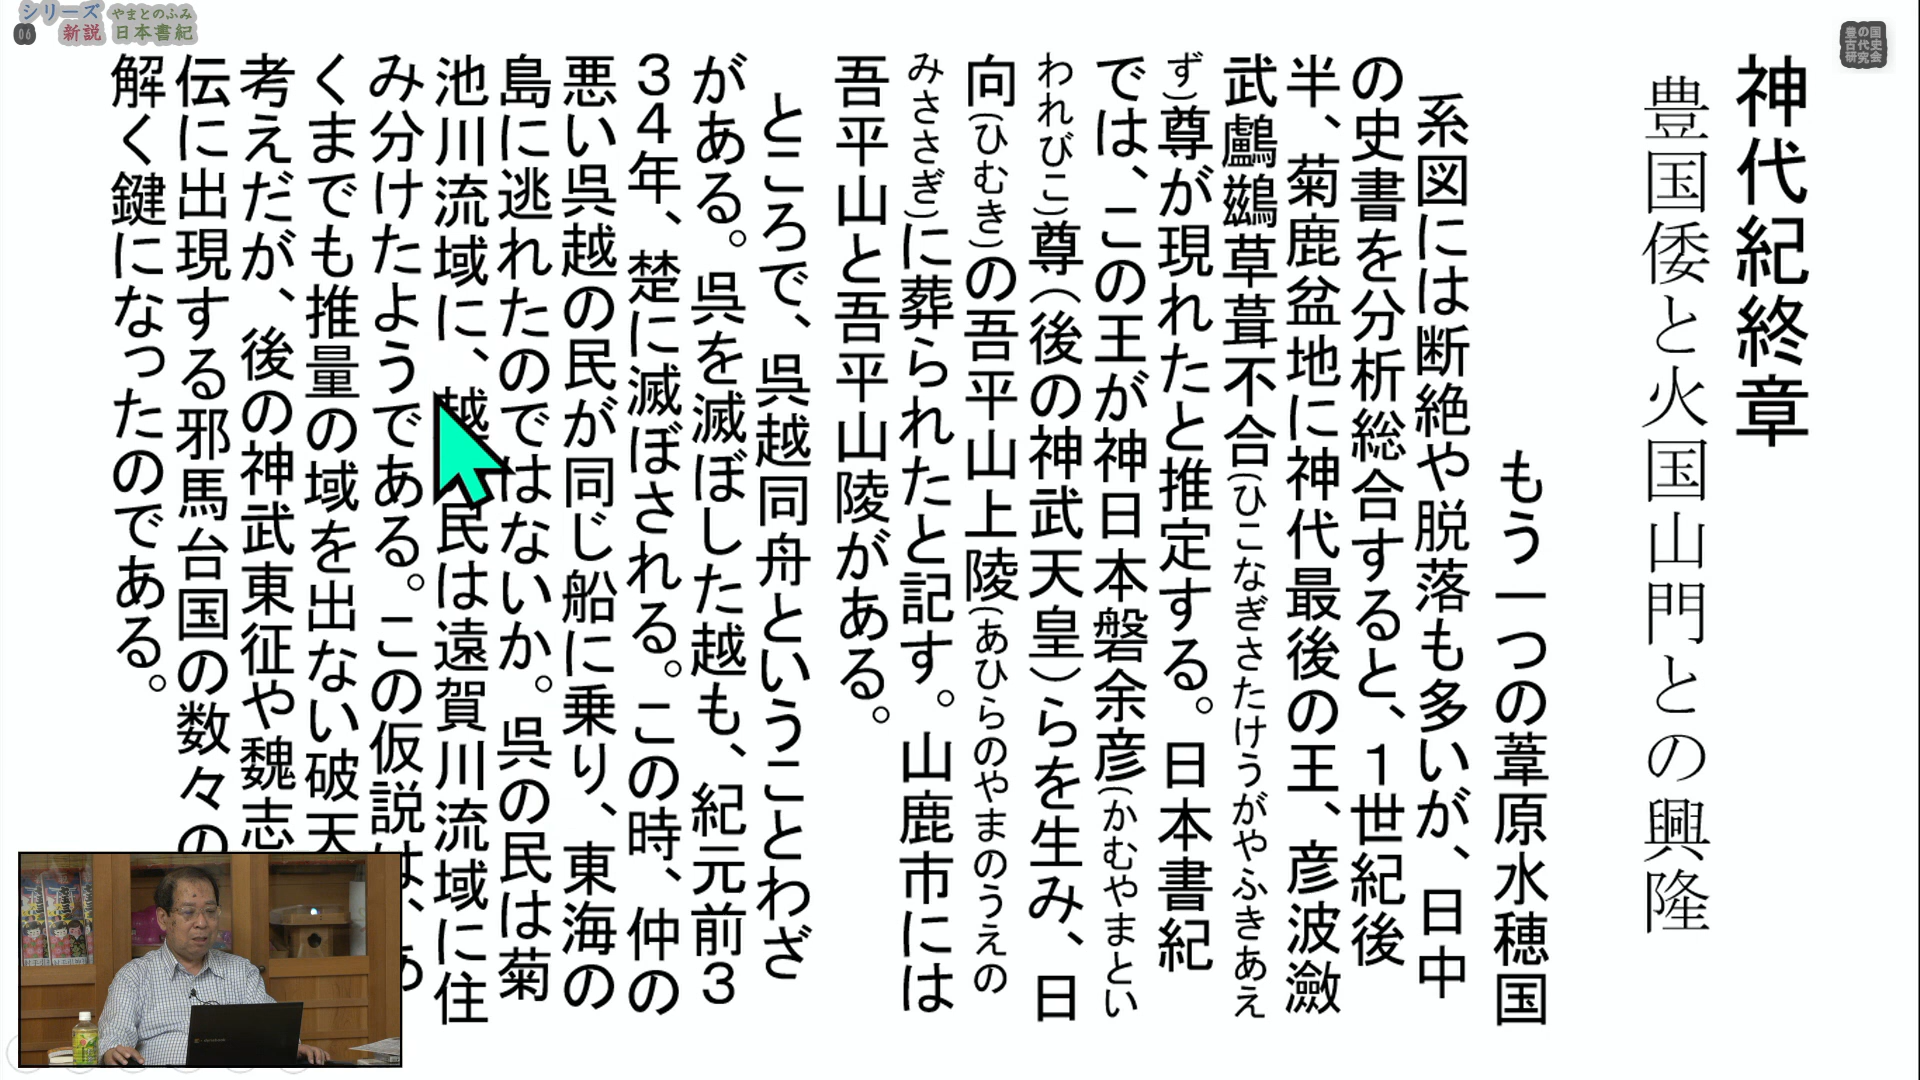 シリーズ
06 新説 やまとのふみ 日本書紀
豊の国
古代史
研究会
神代紀終章
豊国倭と火国山門との興隆
もう一つの葦原水穂国
系図には断絶や脱落も多いが、日中
の史書を分析総合すると、1世紀後
半、菊鹿盆地に神代最後の王、彦波瀲
武鸕鷀草葺不合(ひこなぎさたけうがやふきあえ
ず)尊が現れたと推定する。日本書紀
では、この王が神日本磐余彦(かむやまとい
われびこ)尊(後の神武天皇)らを生み、日
向(ひむき)の吾平山上陵(あひらのやまのうえの
みささぎ)に葬られたと記す。山鹿市には
吾平山と吾平山陵がある。
ところで、呉越同舟ということわざ
がある。呉を滅ぼした越も、紀元前3
34年、楚に滅ぼされる。この時、仲の
悪い呉越の民が同じ船に乗り、東海の
島に逃れたのではないか。呉の民は菊
池川流域に、越民は遠賀川流域に住
み分けたようである。この仮説は、あ
くまでも推量の域を出ない破天
考えだが、後の神武東征や魏志
伝に出現する邪馬台国の数々の
解く鍵になったのである。